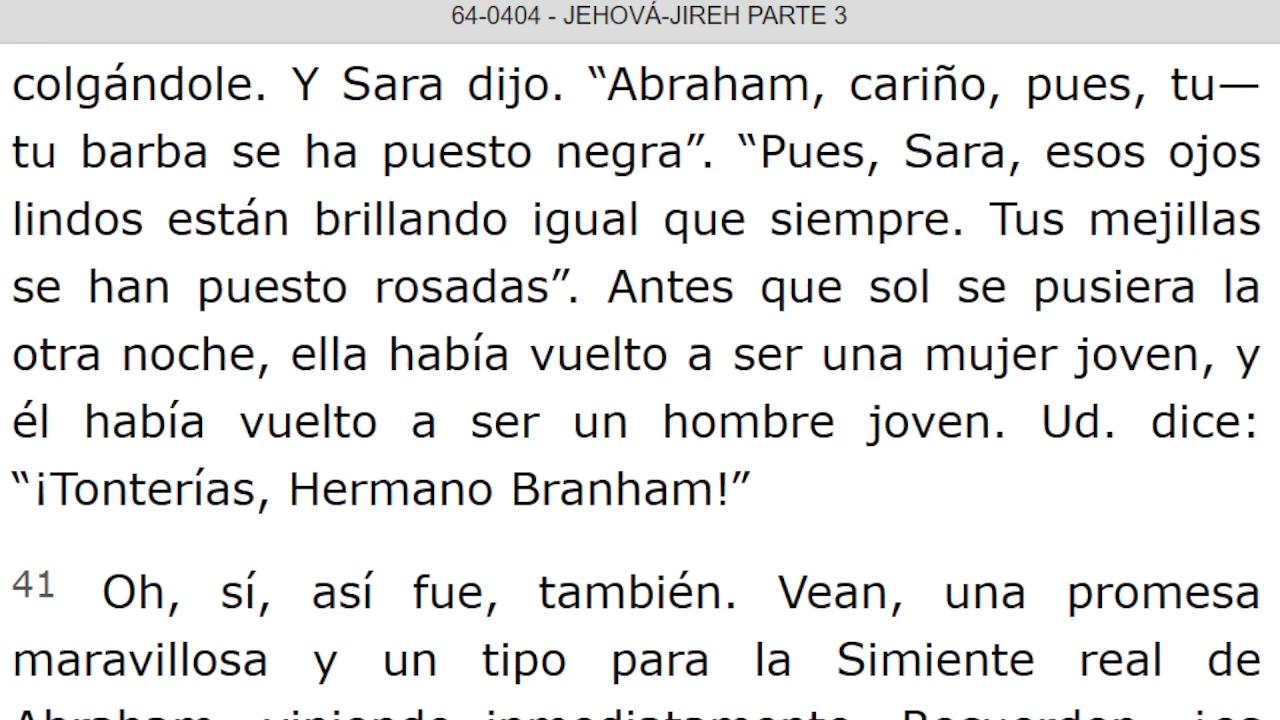 64-0404 - JEHOVÁ-JIREH PARTE 3
colgándole. Y Sara dijo. “Abraham, cariño, pues, tu—
tu barba se ha puesto negra”. “Pues, Sara, esos ojos
lindos están brillando igual que siempre. Tus mejillas
se han puesto rosadas”. Antes que sol se pusiera la
otra noche, ella había vuelto a ser una mujer joven, y
él había vuelto a ser un hombre joven. Ud. dice:
“¡Tonterías, Hermano Branham!”
41 Oh, sí, así fue, también. Vean, una promesa
maravillosa y un tipo para la Simiente real de
Abraham, viniendo inmediatamente. Recuerden,